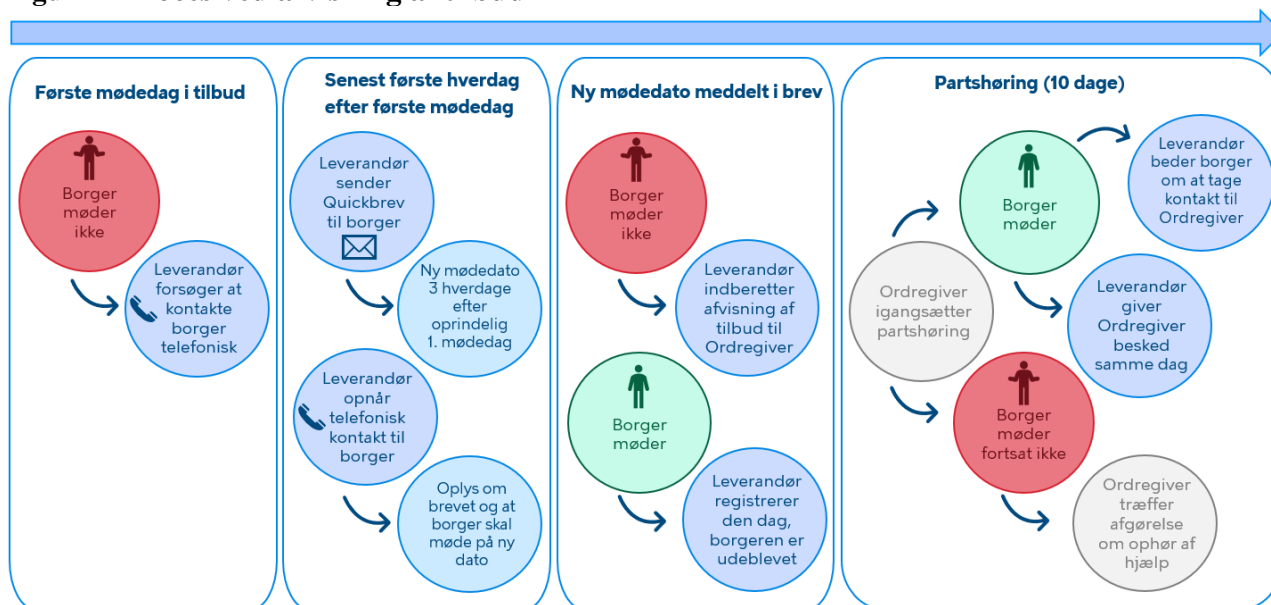 Første mødedag i tilbud
Borger
møder
ikke
Leverandør
forsøger at
kontakte
borger
telefonisk
Senest første hverdag
efter første mødedag
Leverandør
sender
Quickbrev
til borger
Ny mødedato
3 hverdage
efter
oprindelig
1. mødedag
Leverandør
opnår
telefonisk
kontakt til
borger
Oplys om
brevet og at
borger skal
møde på ny
dato
Ny mødedato meddelt i brev
Borger
møder
ikke
Leverandør
indberetter
afvisning af
tilbud til
Ordregiver
Borger
møder
Leverandør
registrerer
den dag,
borgeren er
udeblevet
Partshøring (10 dage)
Ordregiver
igangsætter
partshøring
Borger
møder
Leverandør
beder borger
om at tage
kontakt til
Ordregiver
Leverandør
giver
Ordregiver
besked
samme dag
Borger
møder
fortsat ikke
Ordregiver
træffer
afgørelse
om ophør af
hjælp